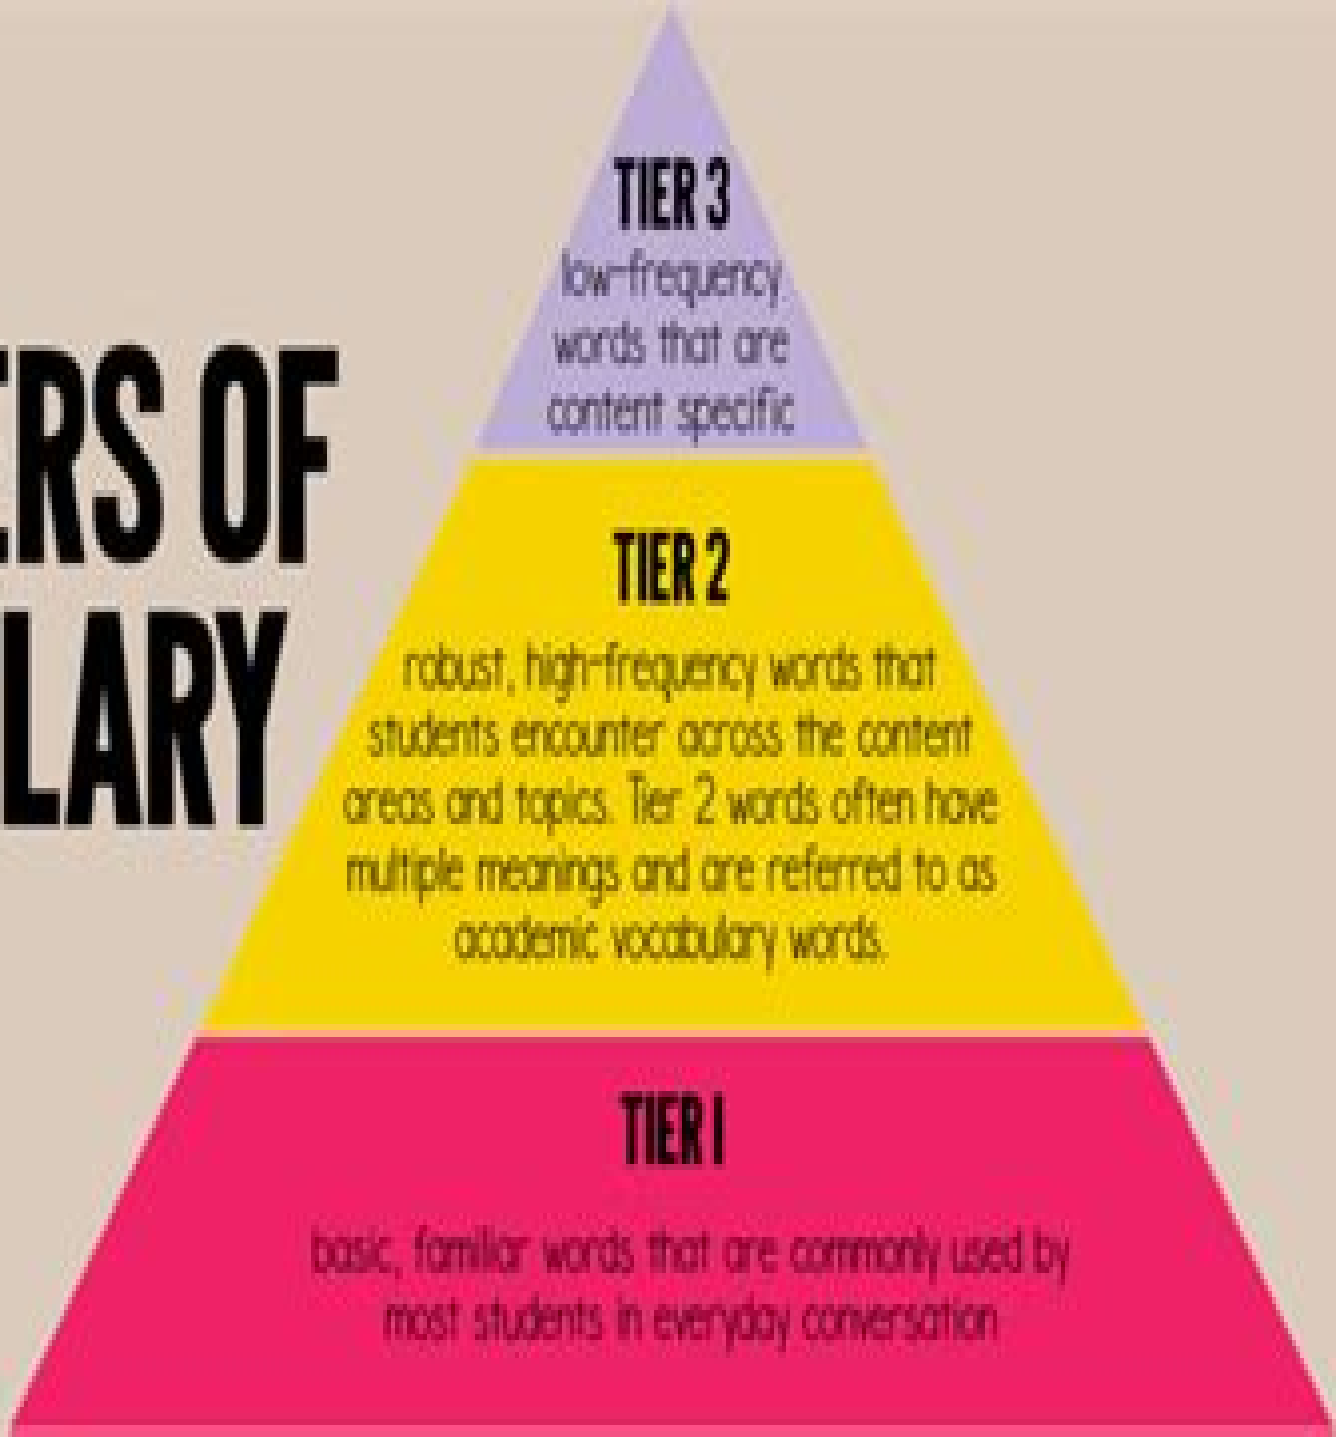 ERS OF
LARY
TIER 3
low-frequency
words that are
content specific
TIER 2
robust, high-frequency words that
students encounter across the content
areas and topics. Tier 2 words often have
multiple meanings and are referred to as
academic vocabulary words.
TIER 1
basic, familiar words that are commonly used by
most students in everyday conversation